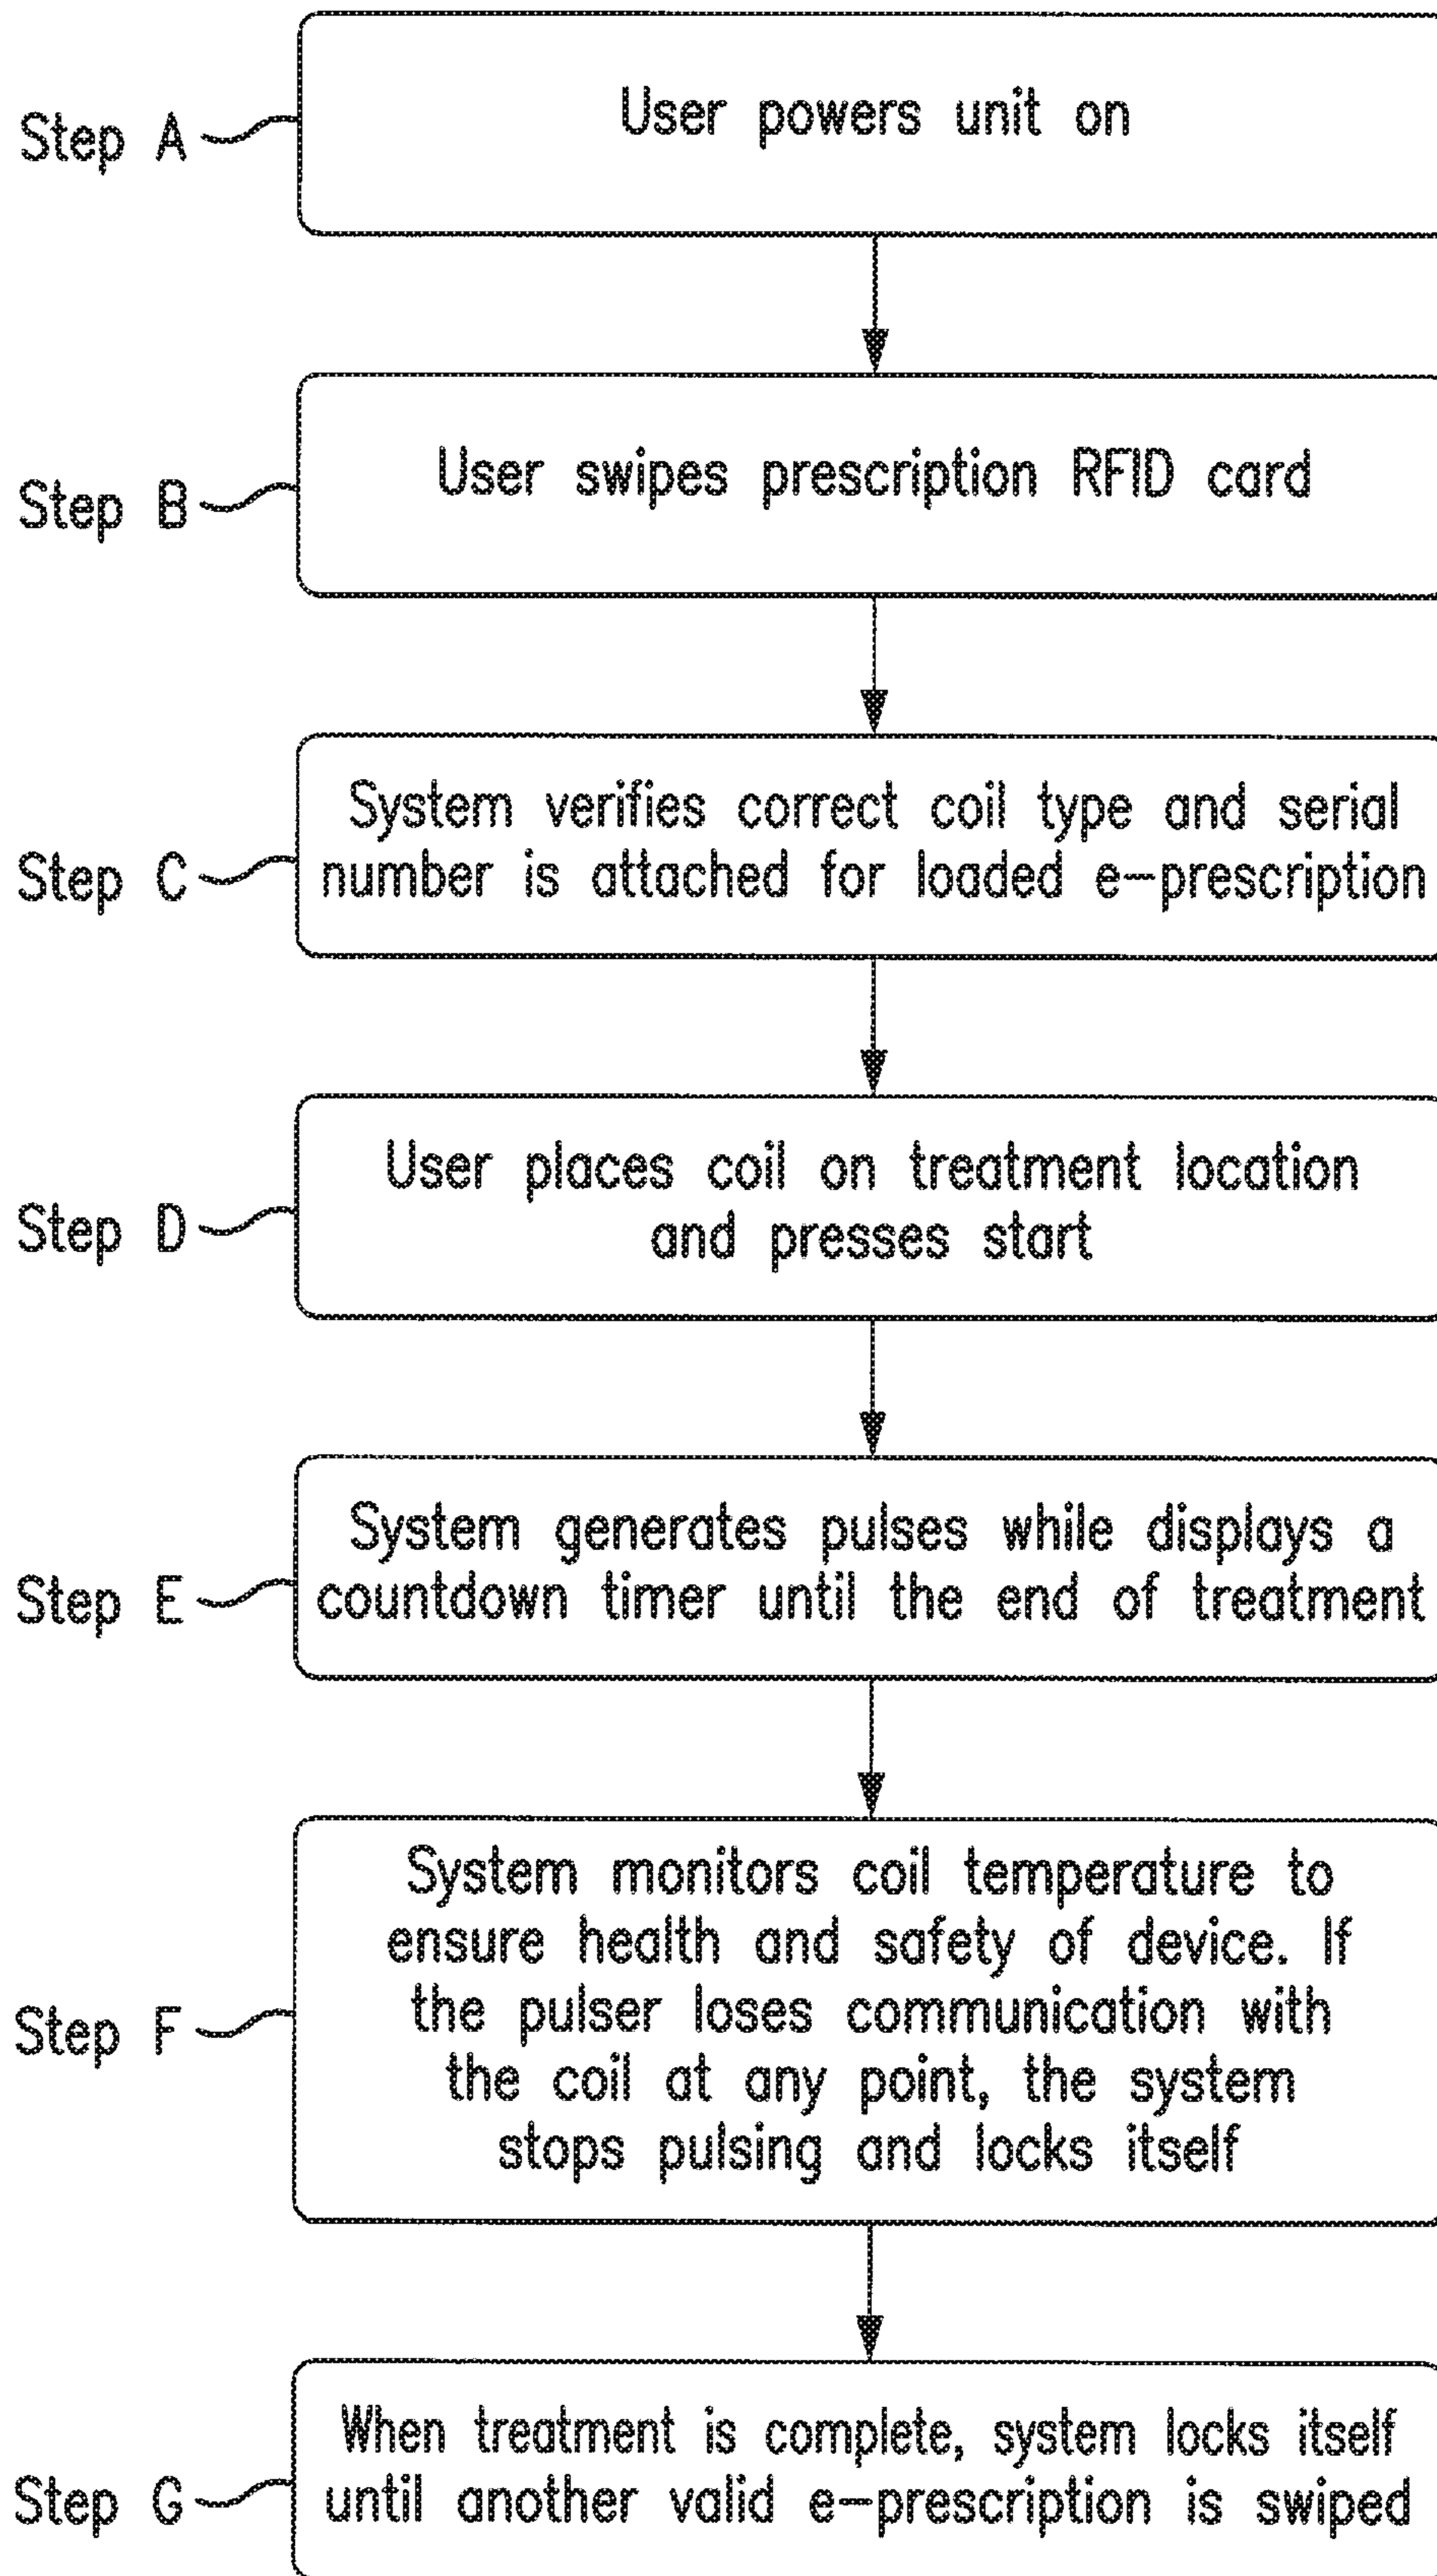 Step A
User powers unit on
Step B
User swipes prescription RFID card
Step C
System verifies correct coil type and serial
number is attached for loaded e-prescription
Step D
User places coil on treatment location
and presses start
Step E
System generates pulses while displays a
countdown timer until the end of treatment
Step F
System monitors coil temperature to
ensure health and safety of device. If
the pulser loses communication with
the coil at any point, the system
stops pulsing and locks itself
Step G
When treatment is complete, system locks itself
until another valid e-prescription is swiped